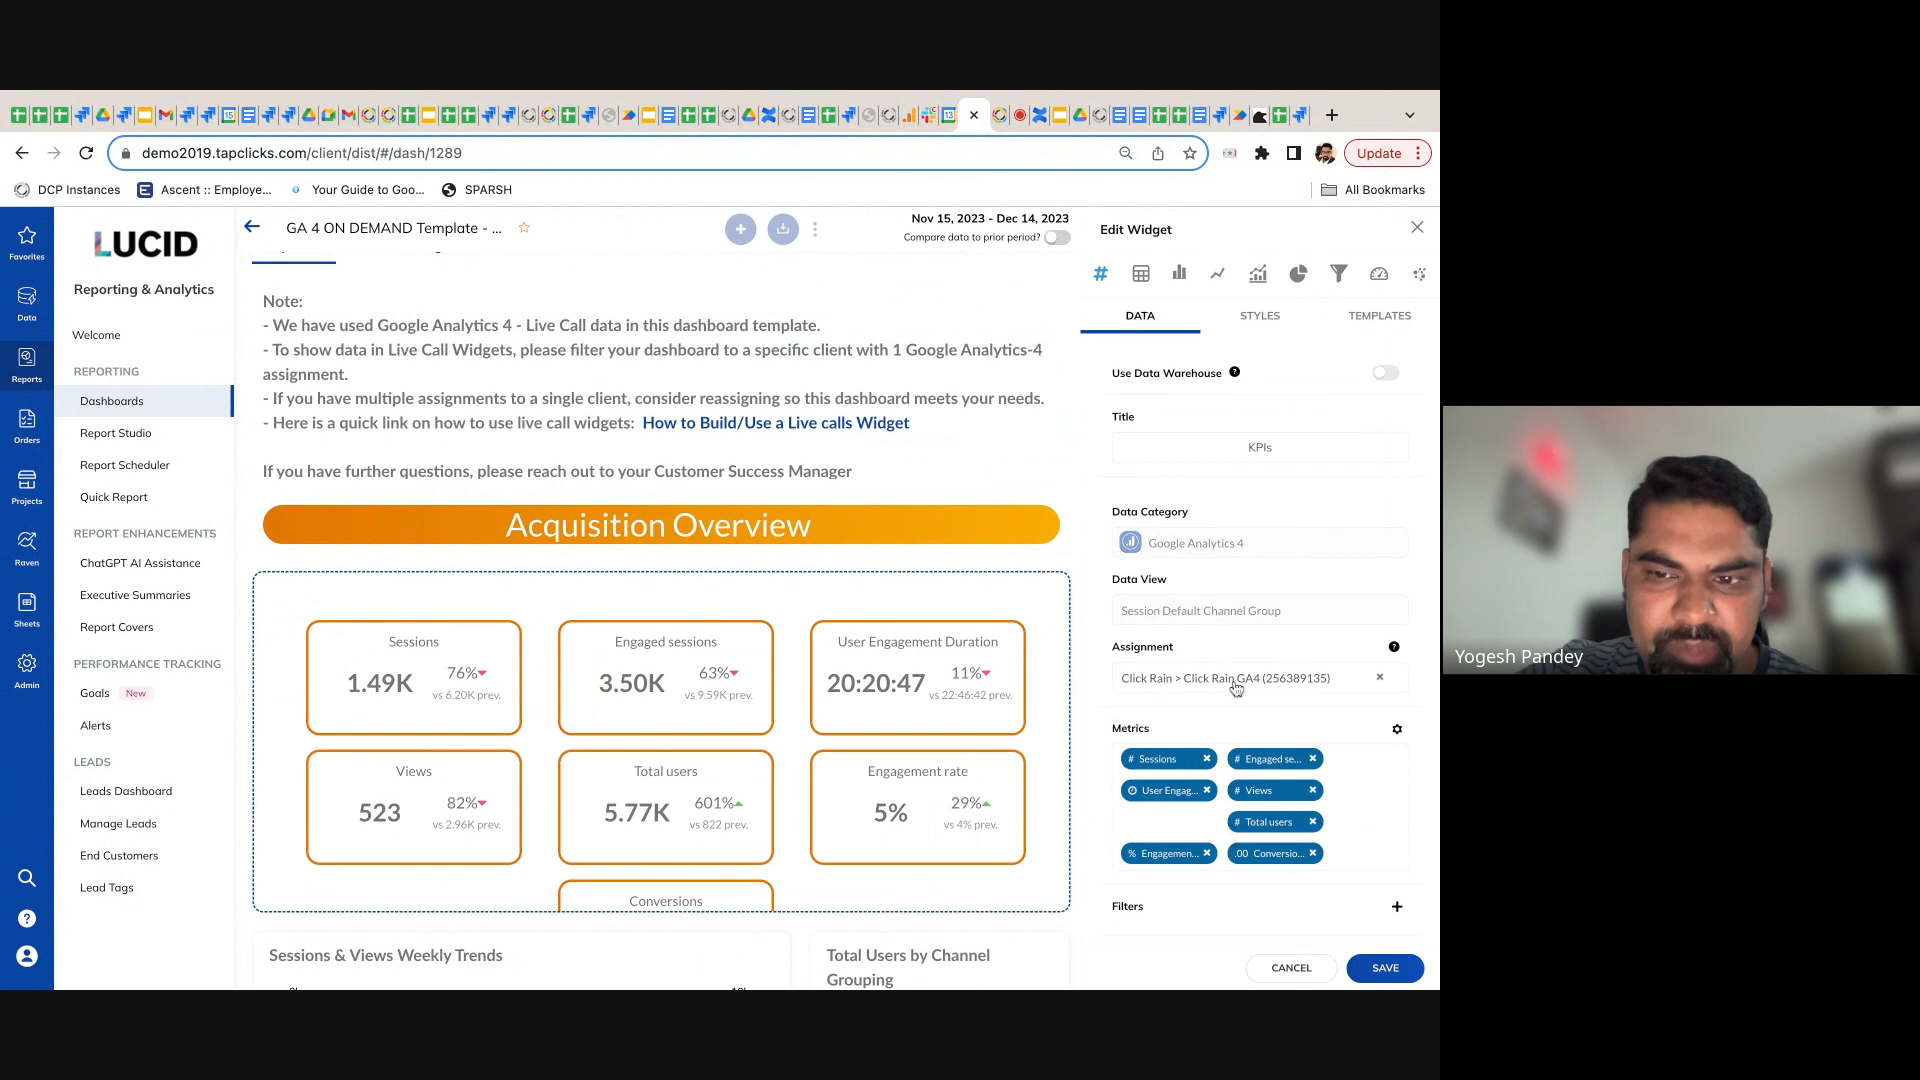 demo2019.tapclicks.com/client/dist/#/dash/1289
Update
DCP Instances
Ascent :: Employe...
Your Guide to Goo...
SPARSH
All Bookmarks
Favorites
Data
Reports
Orders
Projects
Raven
Sheets
Admin
LUCID
Reporting & Analytics
Welcome
REPORTING
Dashboards
Report Studio
Report Scheduler
Quick Report
REPORT ENHANCEMENTS
ChatGPT AI Assistance
Executive Summaries
Report Covers
PERFORMANCE TRACKING
Goals New
Alerts
LEADS
Leads Dashboard
Manage Leads
End Customers
Lead Tags
GA 4 ON DEMAND Template - ...
Nov 15, 2023 - Dec 14, 2023
Compare data to prior period?
Note:
- We have used Google Analytics 4 - Live Call data in this dashboard template.
- To show data in Live Call Widgets, please filter your dashboard to a specific client with 1 Google Analytics-4
assignment.
- If you have multiple assignments to a single client, consider reassigning so this dashboard meets your needs.
- Here is a quick link on how to use live call widgets: How to Build/Use a Live calls Widget
If you have further questions, please reach out to your Customer Success Manager
Acquisition Overview
Sessions
1.49K
76%
vs 6.20K prev.
Engaged sessions
3.50K
63%
vs 9.59K prev.
User Engagement Duration
20:20:47
11%
vs 22:46:42 prev.
Views
523
82%
vs 2.96K prev.
Total users
5.77K
601%
vs 822 prev.
Engagement rate
5%
29%
vs 4% prev.
Conversions
Sessions & Views Weekly Trends
Total Users by Channel
Grouping
Edit Widget
DATA
STYLES
TEMPLATES
Use Data Warehouse
Title
KPIs
Data Category
Google Analytics 4
Data View
Session Default Channel Group
Assignment
Click Rain > Click Rain GA4 (256389135)
Metrics
# Sessions
# Engaged se...
User Engag...
# Views
# Total users
% Engagemen...
.00 Conversio...
Filters
CANCEL
SAVE
Yogesh Pandey